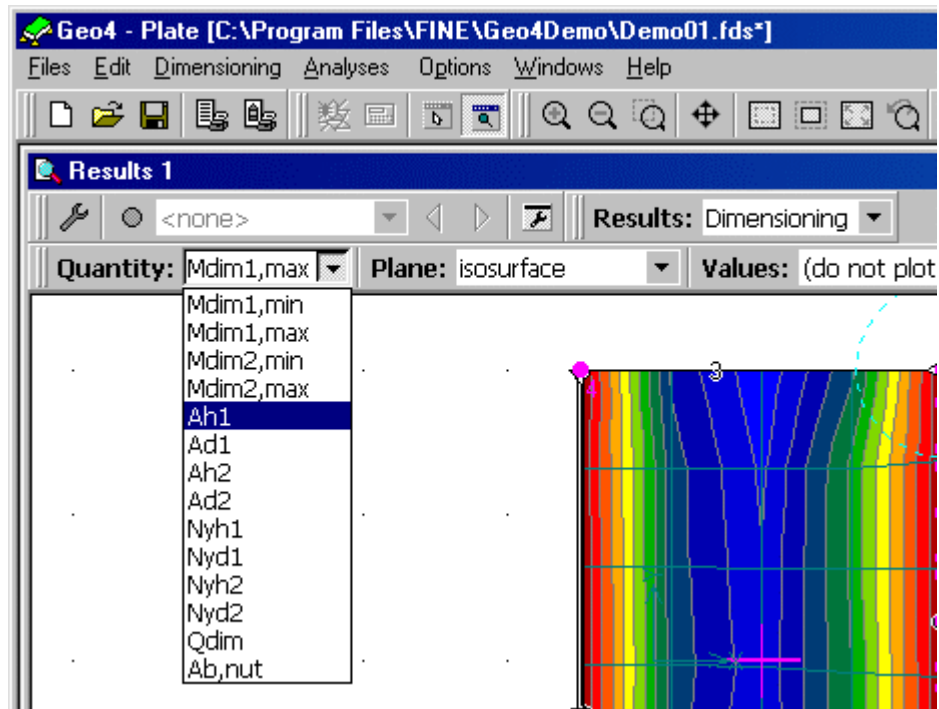 Geo4 - Plate [C:\Program Files\FINE\Geo4Demo\Demo01.fds*]
Files Edit Dimensioning Analyses Options Windows Help
Results 1
<none> Results: Dimensioning
Quantity: Mdim1,max Plane: isosurface Values: (do not plot
Mdim1,min
Mdim1,max
Mdim2,min
Mdim2,max
Ah1
Ad1
Ah2
Ad2
Nyh1
Nyd1
Nyh2
Nyd2
Qdim
Ab,nut
3
4